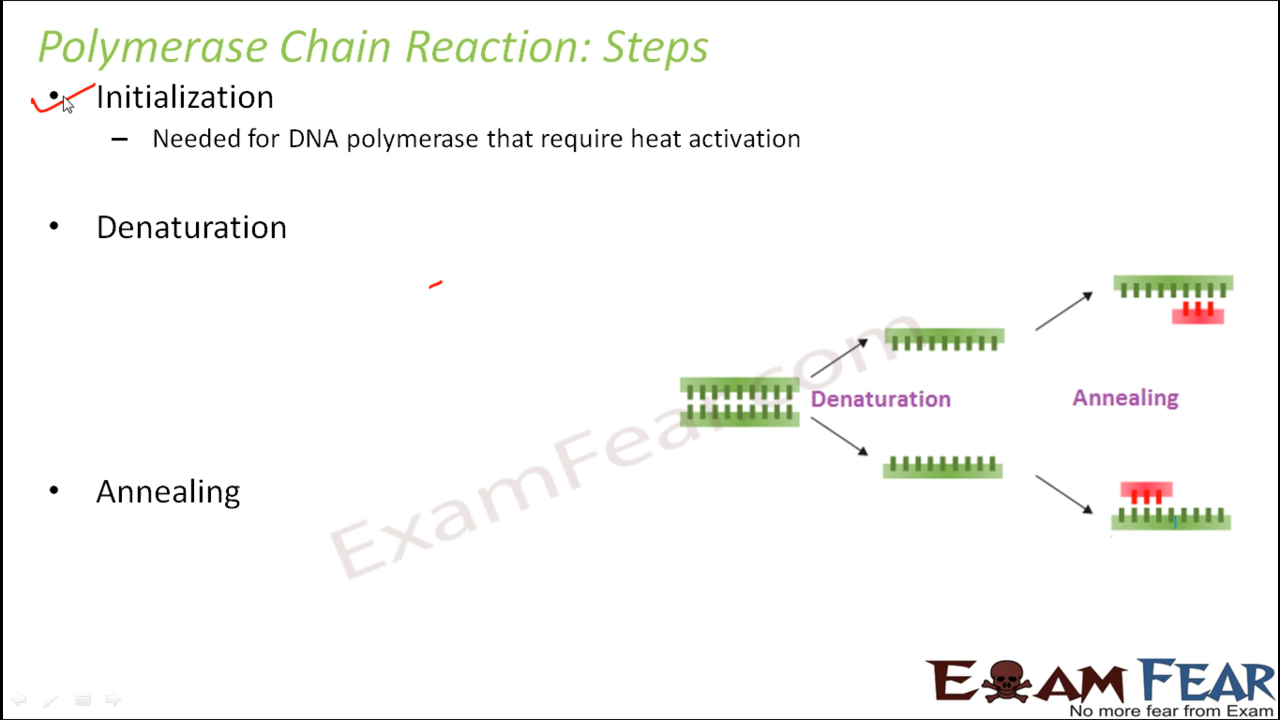 Polymerase Chain Reaction: Steps
• Initialization
– Needed for DNA polymerase that require heat activation
• Denaturation
Denaturation
Annealing
• Annealing
ExamFear.com
EXAM FEAR
No more fear from Exam